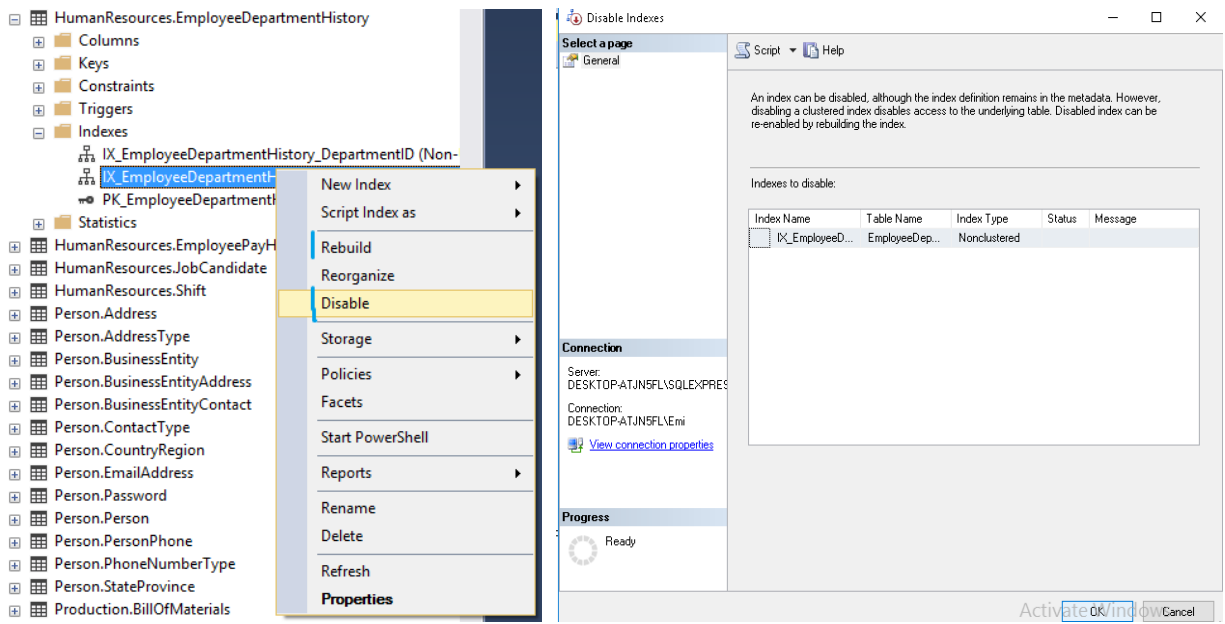 HumanResources.EmployeeDepartmentHistory
Columns
Keys
Constraints
Triggers
Indexes
IX_EmployeeDepartmentHistory_DepartmentID (Non-
IX_EmployeeDepartmentH
PK_EmployeeDepartmentH
Statistics
HumanResources.EmployeePayH
HumanResources.JobCandidate
HumanResources.Shift
Person.Address
Person.AddressType
Person.BusinessEntity
Person.BusinessEntityAddress
Person.BusinessEntityContact
Person.ContactType
Person.CountryRegion
Person.EmailAddress
Person.Password
Person.Person
Person.PersonPhone
Person.PhoneNumberType
Person.StateProvince
Production.BillOfMaterials
New Index
Script Index as
Rebuild
Reorganize
Disable
Storage
Policies
Facets
Start PowerShell
Reports
Rename
Delete
Refresh
Properties
Disable Indexes
Select a page
General
Script Help
An index can be disabled, although the index definition remains in the metadata. However,
disabling a clustered index disables access to the underlying table. Disabled index can be
re-enabled by rebuilding the index.
Indexes to disable:
Index Name Table Name Index Type Status Message
IX_EmployeeD... EmployeeDep... Nonclustered
Connection
Server:
DESKTOP-ATJN5FL\SQLEXPRES
Connection:
DESKTOP-ATJN5FL\Emi
View connection properties
Progress
Ready
Activate Windows
OK Cancel